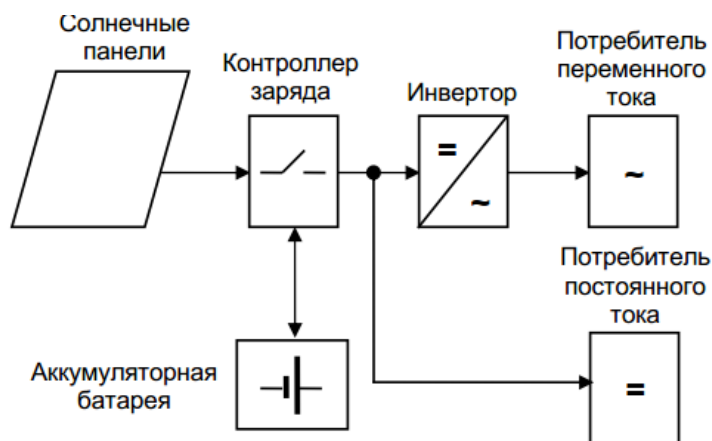 Солнечные
панели
Контроллер
заряда
Инвертор
Потребитель
переменного
тока
=
~
~
Потребитель
постоянного
тока
Аккумуляторная
батарея
=